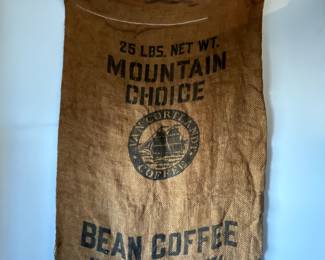 25 LBS. NET WT.
MOUNTAIN
CHOICE
VAN CORTLANDT
COFFEE
BEAN COFFEE